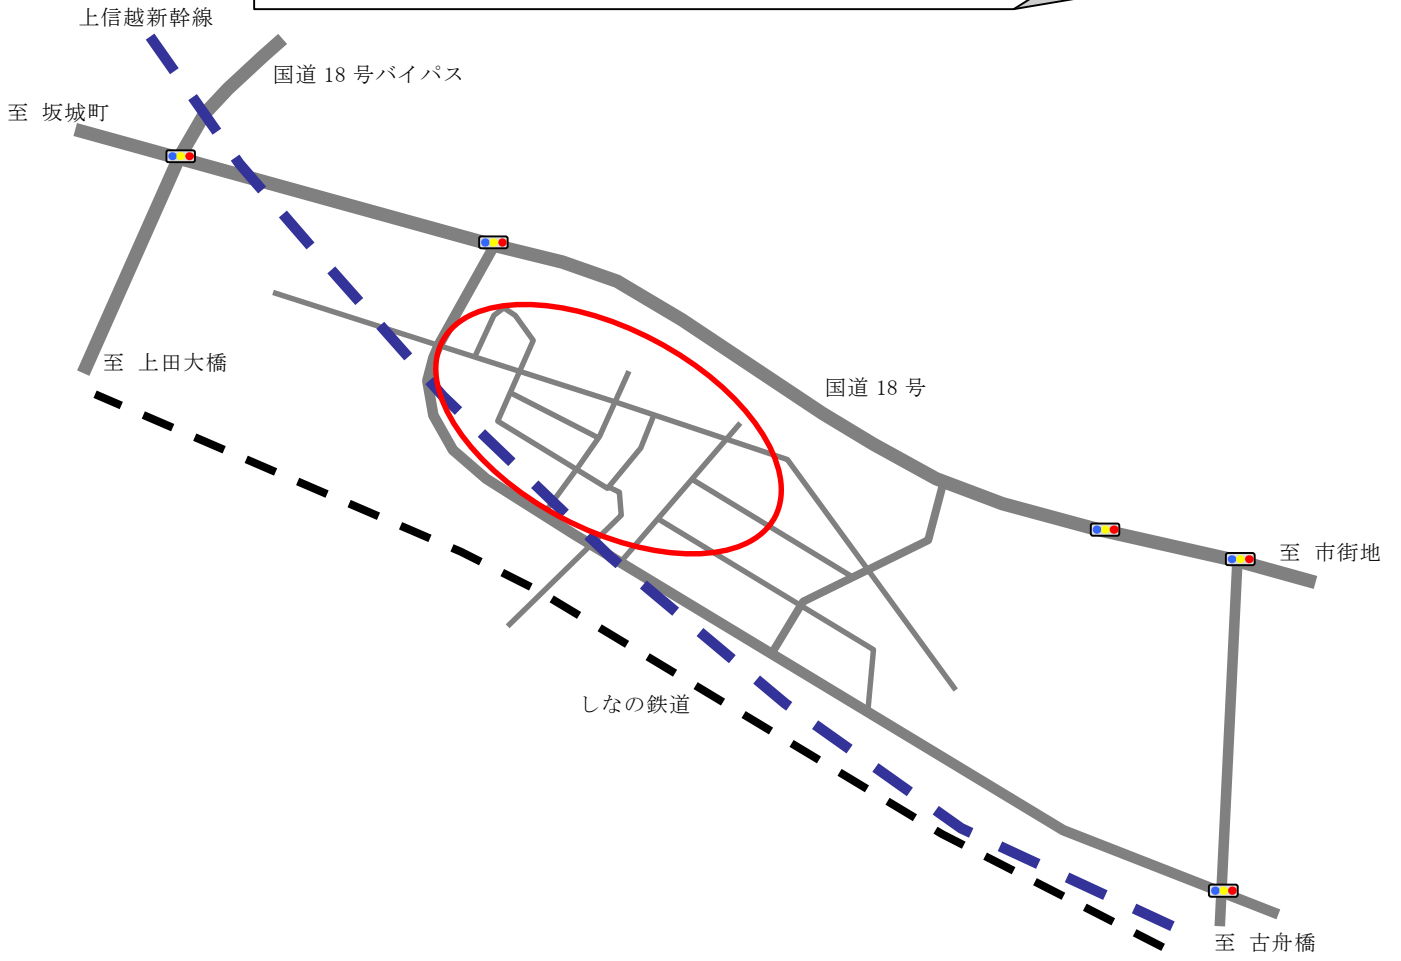 上信越新幹線
国道 18 号バイパス
至 坂城町
至 上田大橋
国道 18 号
至 市街地
しなの鉄道
至 古舟橋